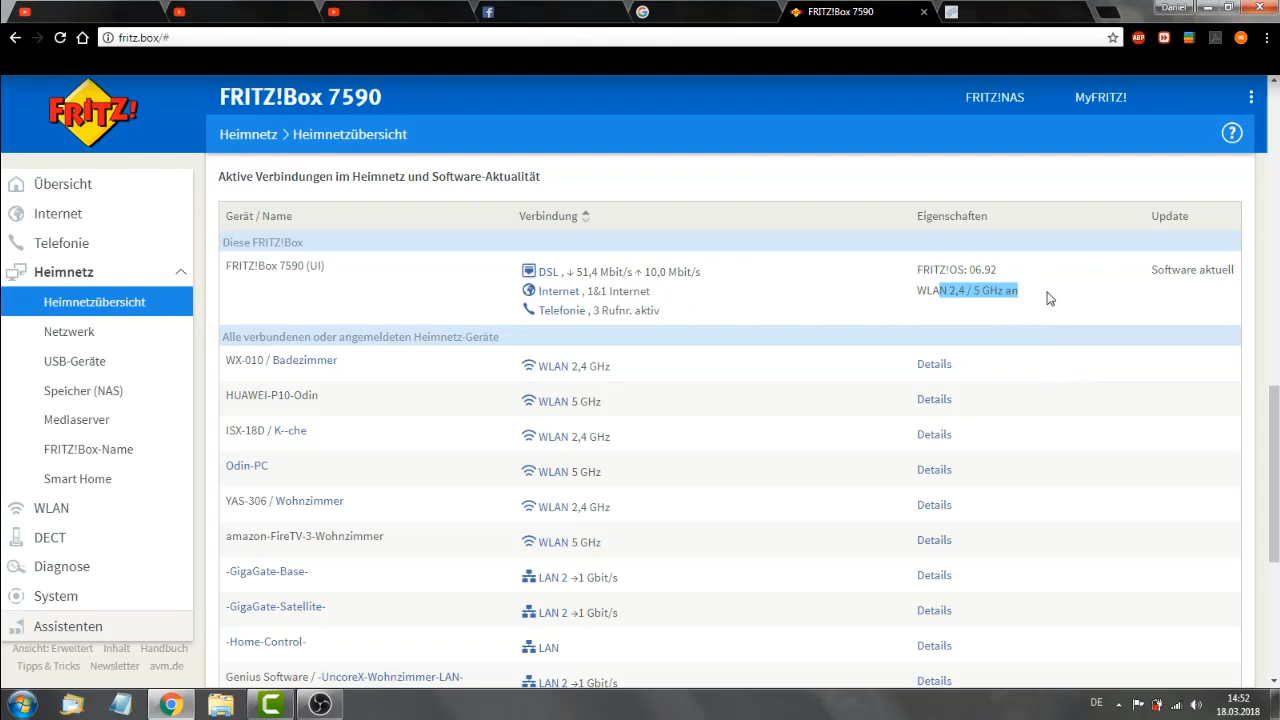 Daniel
FRITZ!Box 7590
fritz.box/#
ABP
FRITZ!
FRITZ!Box 7590
FRITZ!NAS
MyFRITZ!
Heimnetz > Heimnetzübersicht
?
Übersicht
Internet
Telefonie
Heimnetz
Heimnetzübersicht
Netzwerk
USB-Geräte
Speicher (NAS)
Mediaserver
FRITZ!Box-Name
Smart Home
WLAN
DECT
Diagnose
System
Assistenten
Ansicht: Erweitert Inhalt Handbuch
Tipps & Tricks Newsletter avm.de
Aktive Verbindungen im Heimnetz und Software-Aktualität
Gerät / Name Verbindung Eigenschaften Update
Diese FRITZ!Box
FRITZ!Box 7590 (UI)
DSL , ↓ 51,4 Mbit/s ↑ 10,0 Mbit/s
Internet , 1&1 Internet
Telefonie , 3 Rufnr. aktiv
FRITZ!OS: 06.92
WLAN 2,4 / 5 GHz an
Software aktuell
Alle verbundenen oder angemeldeten Heimnetz-Geräte
WX-010 / Badezimmer WLAN 2,4 GHz Details
HUAWEI-P10-Odin WLAN 5 GHz Details
ISX-18D / K--che WLAN 2,4 GHz Details
Odin-PC WLAN 5 GHz Details
YAS-306 / Wohnzimmer WLAN 2,4 GHz Details
amazon-FireTV-3-Wohnzimmer WLAN 5 GHz Details
-GigaGate-Base- LAN 2 →1 Gbit/s Details
-GigaGate-Satellite- LAN 2 →1 Gbit/s Details
-Home-Control- LAN Details
Genius Software / -UncoreX-Wohnzimmer-LAN- LAN 2 →1 Gbit/s Details
DE
14:52
18.03.2018